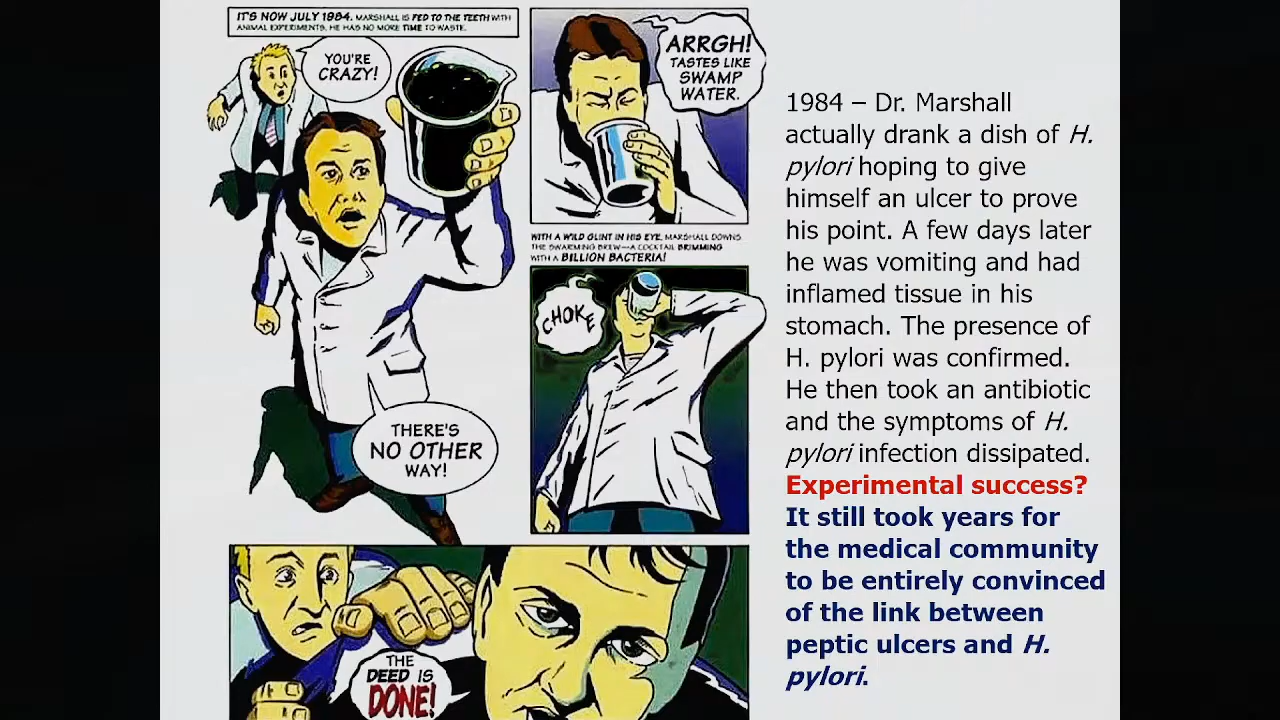 IT'S NOW JULY 1984. MARSHALL IS FED TO THE TEETH WITH
ANIMAL EXPERIMENTS. HE HAS NO MORE TIME TO WASTE.
YOU'RE
CRAZY!
THERE'S
NO OTHER
WAY!
ARRGH!
TASTES LIKE
SWAMP
WATER.
WITH A WILD GLINT IN HIS EYE, MARSHALL DOWNS
THE SWARMING BREW—A COCKTAIL BRIMMING
WITH A BILLION BACTERIA!
CHOKE
THE
DEED IS
DONE!
1984 – Dr. Marshall
actually drank a dish of H.
pylori hoping to give
himself an ulcer to prove
his point. A few days later
he was vomiting and had
inflamed tissue in his
stomach. The presence of
H. pylori was confirmed.
He then took an antibiotic
and the symptoms of H.
pylori infection dissipated.
Experimental success?
It still took years for
the medical community
to be entirely convinced
of the link between
peptic ulcers and H.
pylori.